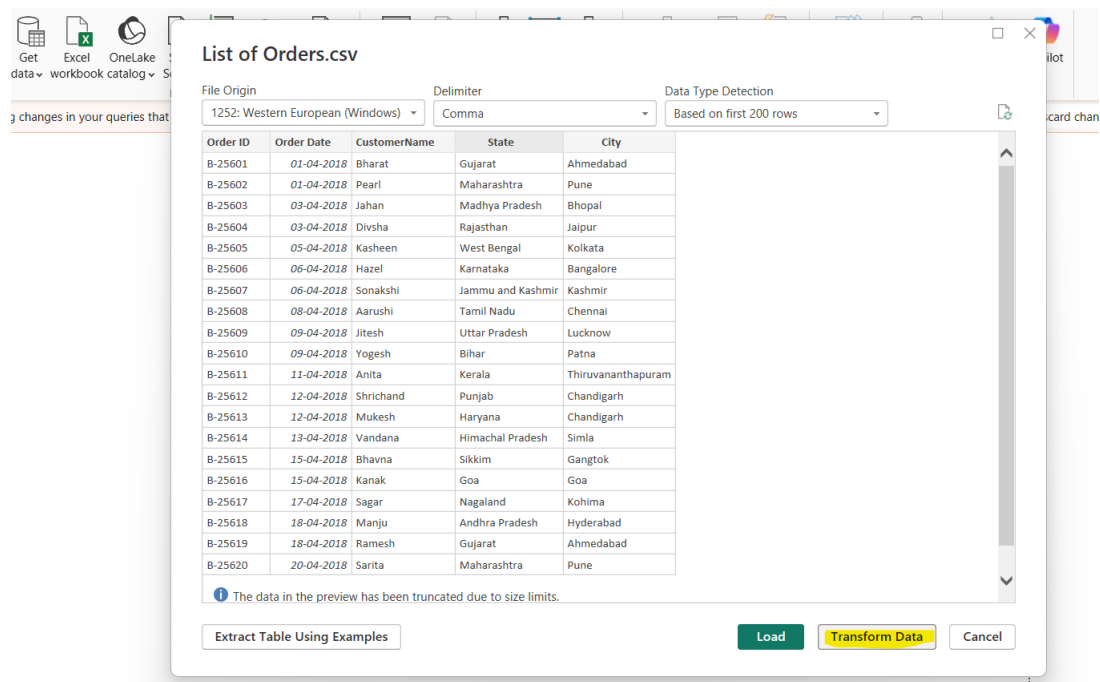 Get data
Excel workbook
OneLake catalog
ilot
g changes in your queries that
card chan
List of Orders.csv
File Origin
Delimiter
Data Type Detection
1252: Western European (Windows)
Comma
Based on first 200 rows
Order ID Order Date CustomerName State City
B-25601 01-04-2018 Bharat Gujarat Ahmedabad
B-25602 01-04-2018 Pearl Maharashtra Pune
B-25603 03-04-2018 Jahan Madhya Pradesh Bhopal
B-25604 03-04-2018 Divsha Rajasthan Jaipur
B-25605 05-04-2018 Kasheen West Bengal Kolkata
B-25606 06-04-2018 Hazel Karnataka Bangalore
B-25607 06-04-2018 Sonakshi Jammu and Kashmir Kashmir
B-25608 08-04-2018 Aarushi Tamil Nadu Chennai
B-25609 09-04-2018 Jitesh Uttar Pradesh Lucknow
B-25610 09-04-2018 Yogesh Bihar Patna
B-25611 11-04-2018 Anita Kerala Thiruvananthapuram
B-25612 12-04-2018 Shrichand Punjab Chandigarh
B-25613 12-04-2018 Mukesh Haryana Chandigarh
B-25614 13-04-2018 Vandana Himachal Pradesh Simla
B-25615 15-04-2018 Bhavna Sikkim Gangtok
B-25616 15-04-2018 Kanak Goa Goa
B-25617 17-04-2018 Sagar Nagaland Kohima
B-25618 18-04-2018 Manju Andhra Pradesh Hyderabad
B-25619 18-04-2018 Ramesh Gujarat Ahmedabad
B-25620 20-04-2018 Sarita Maharashtra Pune
The data in the preview has been truncated due to size limits.
Extract Table Using Examples
Load
Transform Data
Cancel